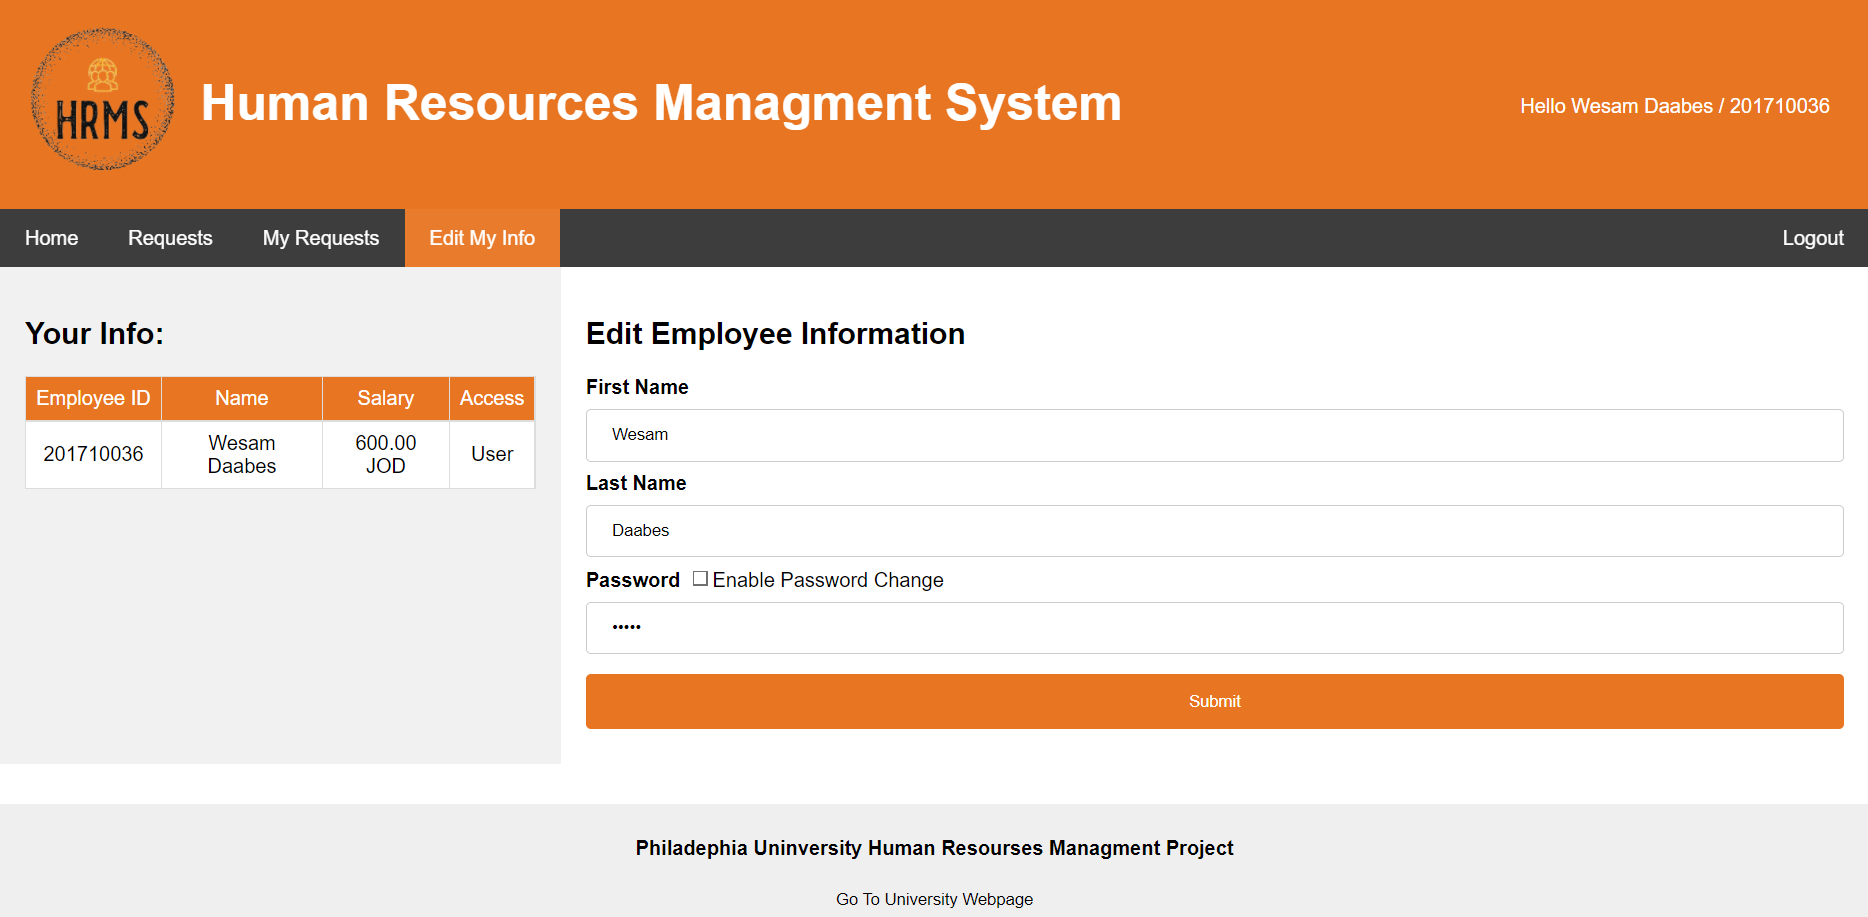 HRMS
Human Resources Managment System
Hello Wesam Daabes / 201710036
Home Requests My Requests Edit My Info Logout
Your Info:
Employee ID Name Salary Access
201710036 Wesam Daabes 600.00 JOD User
Edit Employee Information
First Name
Wesam
Last Name
Daabes
Password Enable Password Change
•••••
Submit
Philadephia Uninversity Human Resourses Managment Project
Go To University Webpage